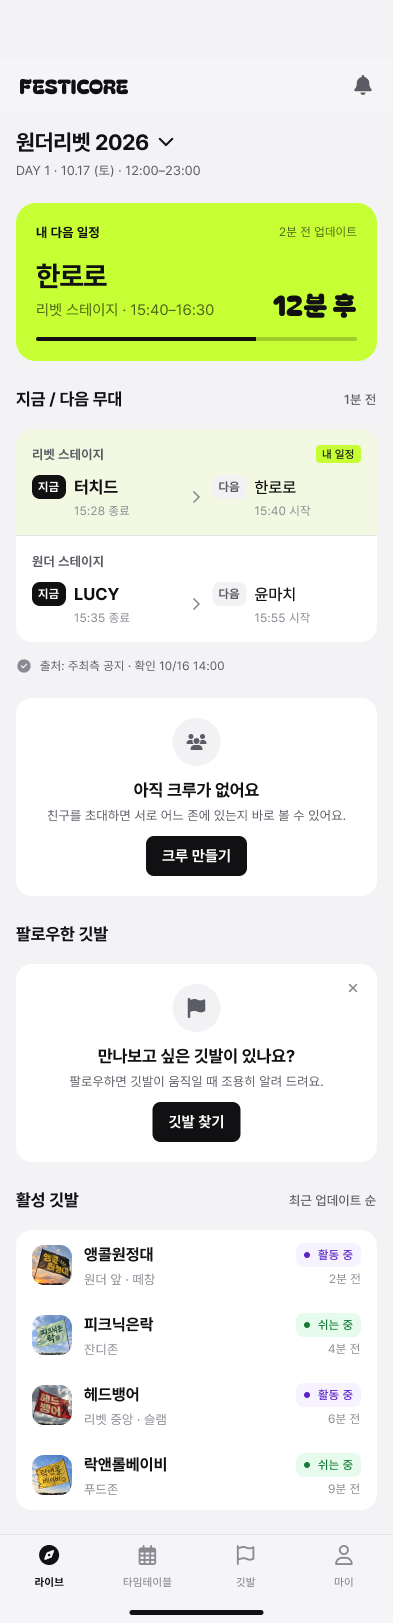 FESTICORE
원더리벳 2026
DAY 1 · 10.17 (토) · 12:00–23:00
내 다음 일정
2분 전 업데이트
한로로
리벳 스테이지 · 15:40–16:30
12분 후
지금 / 다음 무대
1분 전
리벳 스테이지
내 일정
지금 터치드
다음 한로로
15:28 종료
15:40 시작
원더 스테이지
지금 LUCY
다음 윤마치
15:35 종료
15:55 시작
출처: 주최측 공지 · 확인 10/16 14:00
아직 크루가 없어요
친구를 초대하면 서로 어느 존에 있는지 바로 볼 수 있어요.
크루 만들기
팔로우한 깃발
만나보고 싶은 깃발이 있나요?
팔로우하면 깃발이 움직일 때 조용히 알려 드려요.
깃발 찾기
활성 깃발
최근 업데이트 순
앵콜원정대
활동 중
원더 앞 · 떼창
2분 전
피크닉은락
쉬는 중
잔디존
4분 전
헤드뱅어
활동 중
리벳 중앙 · 슬램
6분 전
락앤롤베이비
쉬는 중
푸드존
9분 전
라이브
타임테이블
깃발
마이